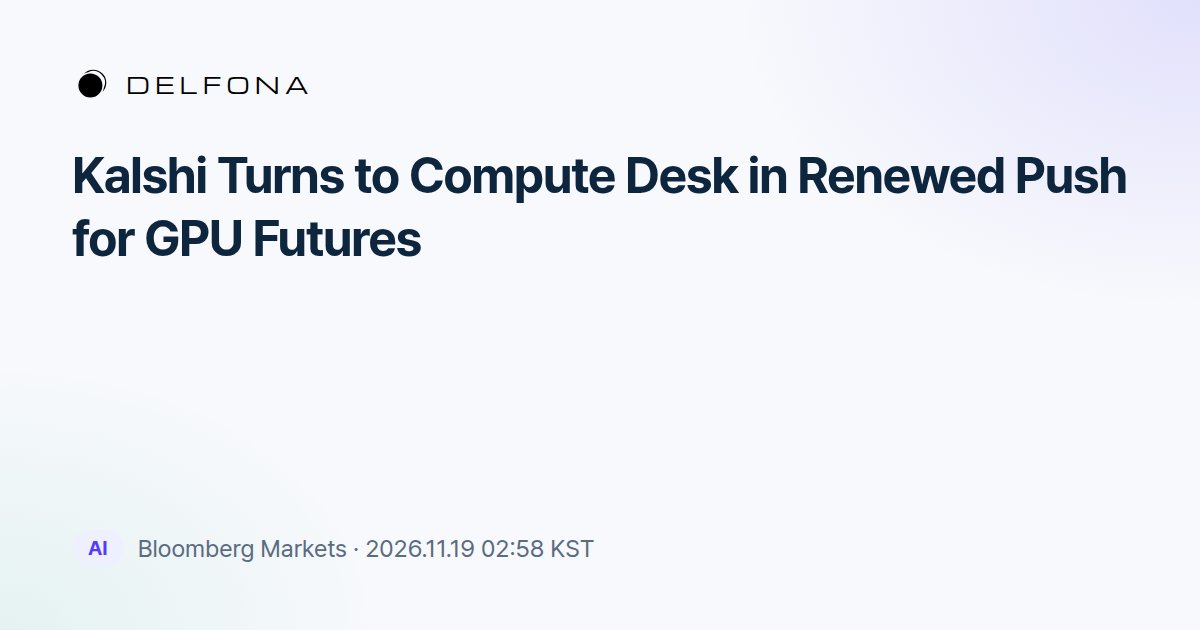 DELFONA
Kalshi Turns to Compute Desk in Renewed Push
for GPU Futures
AI Bloomberg Markets · 2026.11.19 02:58 KST